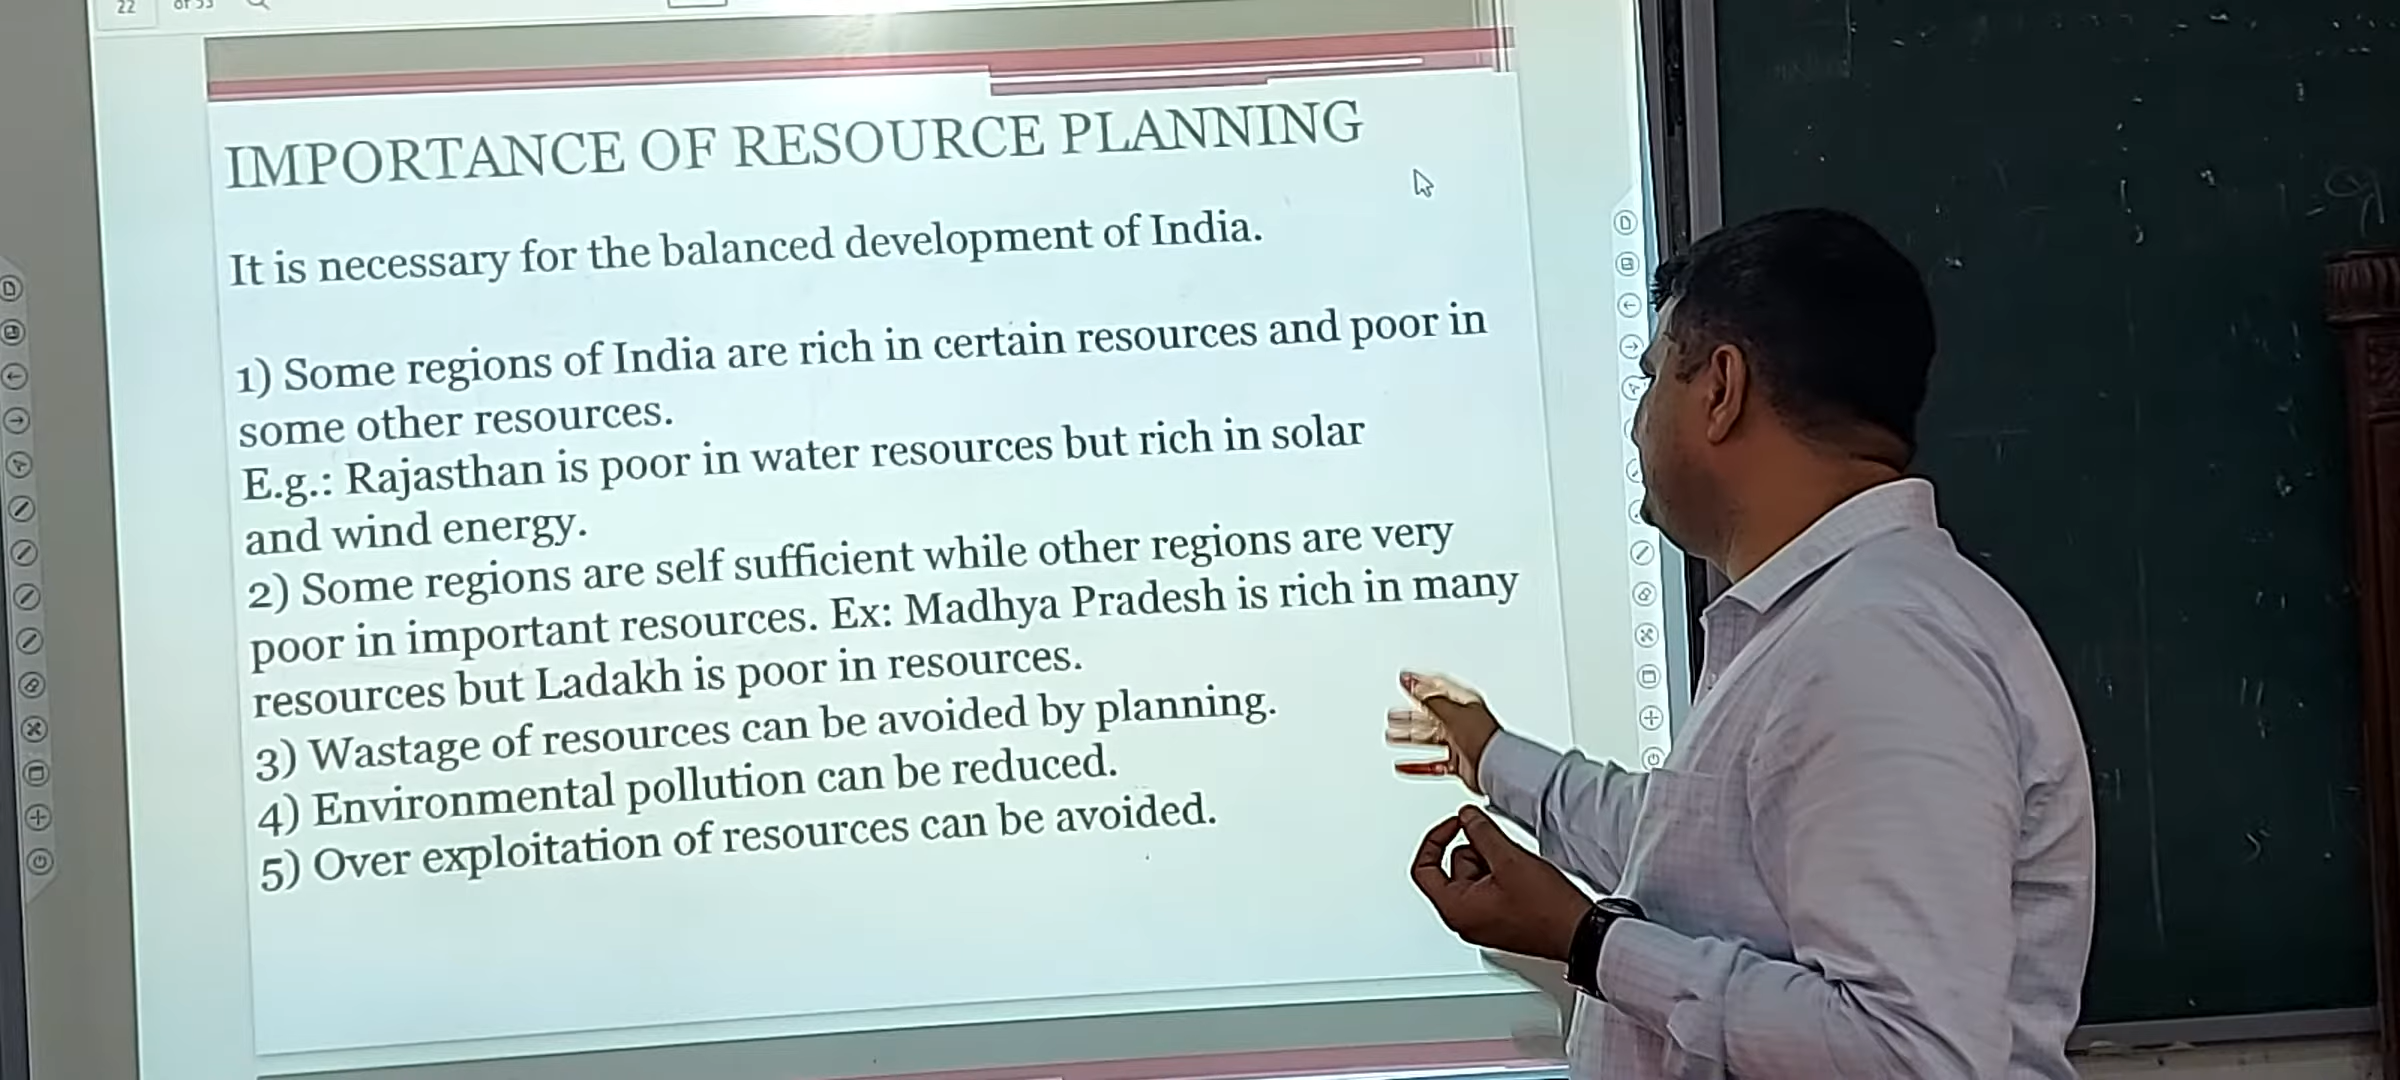 22 of 53
IMPORTANCE OF RESOURCE PLANNING
It is necessary for the balanced development of India.
1) Some regions of India are rich in certain resources and poor in
some other resources.
E.g.: Rajasthan is poor in water resources but rich in solar
and wind energy.
2) Some regions are self sufficient while other regions are very
poor in important resources. Ex: Madhya Pradesh is rich in many
resources but Ladakh is poor in resources.
3) Wastage of resources can be avoided by planning.
4) Environmental pollution can be reduced.
5) Over exploitation of resources can be avoided.